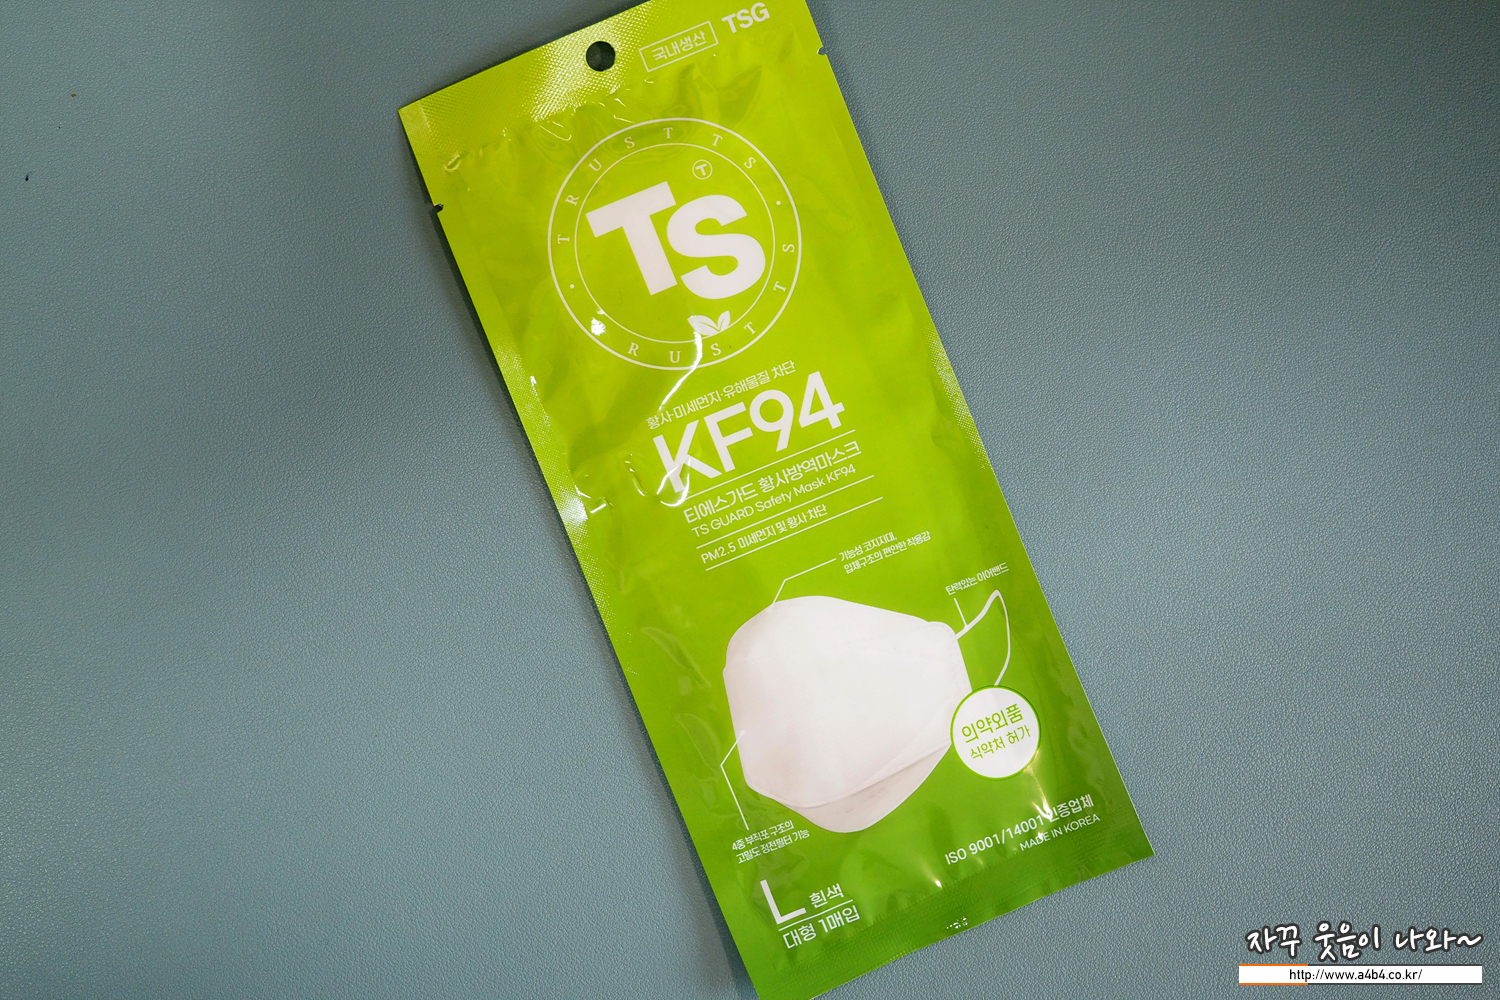 국내생산
TSG
TRUST TS · TRUST TS ·
T
TS
황사·미세먼지·유해물질 차단
KF94
티에스가드 황사방역마스크
TS GUARD Safety Mask KF94
PM2.5 미세먼지 및 황사 차단
기능성 코지지대,
입체구조의 편안한 착용감
탄력있는 이어밴드
의약외품
식약처 허가
4중 부직포 구조의
고밀도 정전필터 기능
ISO 9001/14001 인증업체
MADE IN KOREA
L 흰색
대형 1매입
자꾸 웃음이 나와~
http://www.a4b4.co.kr/